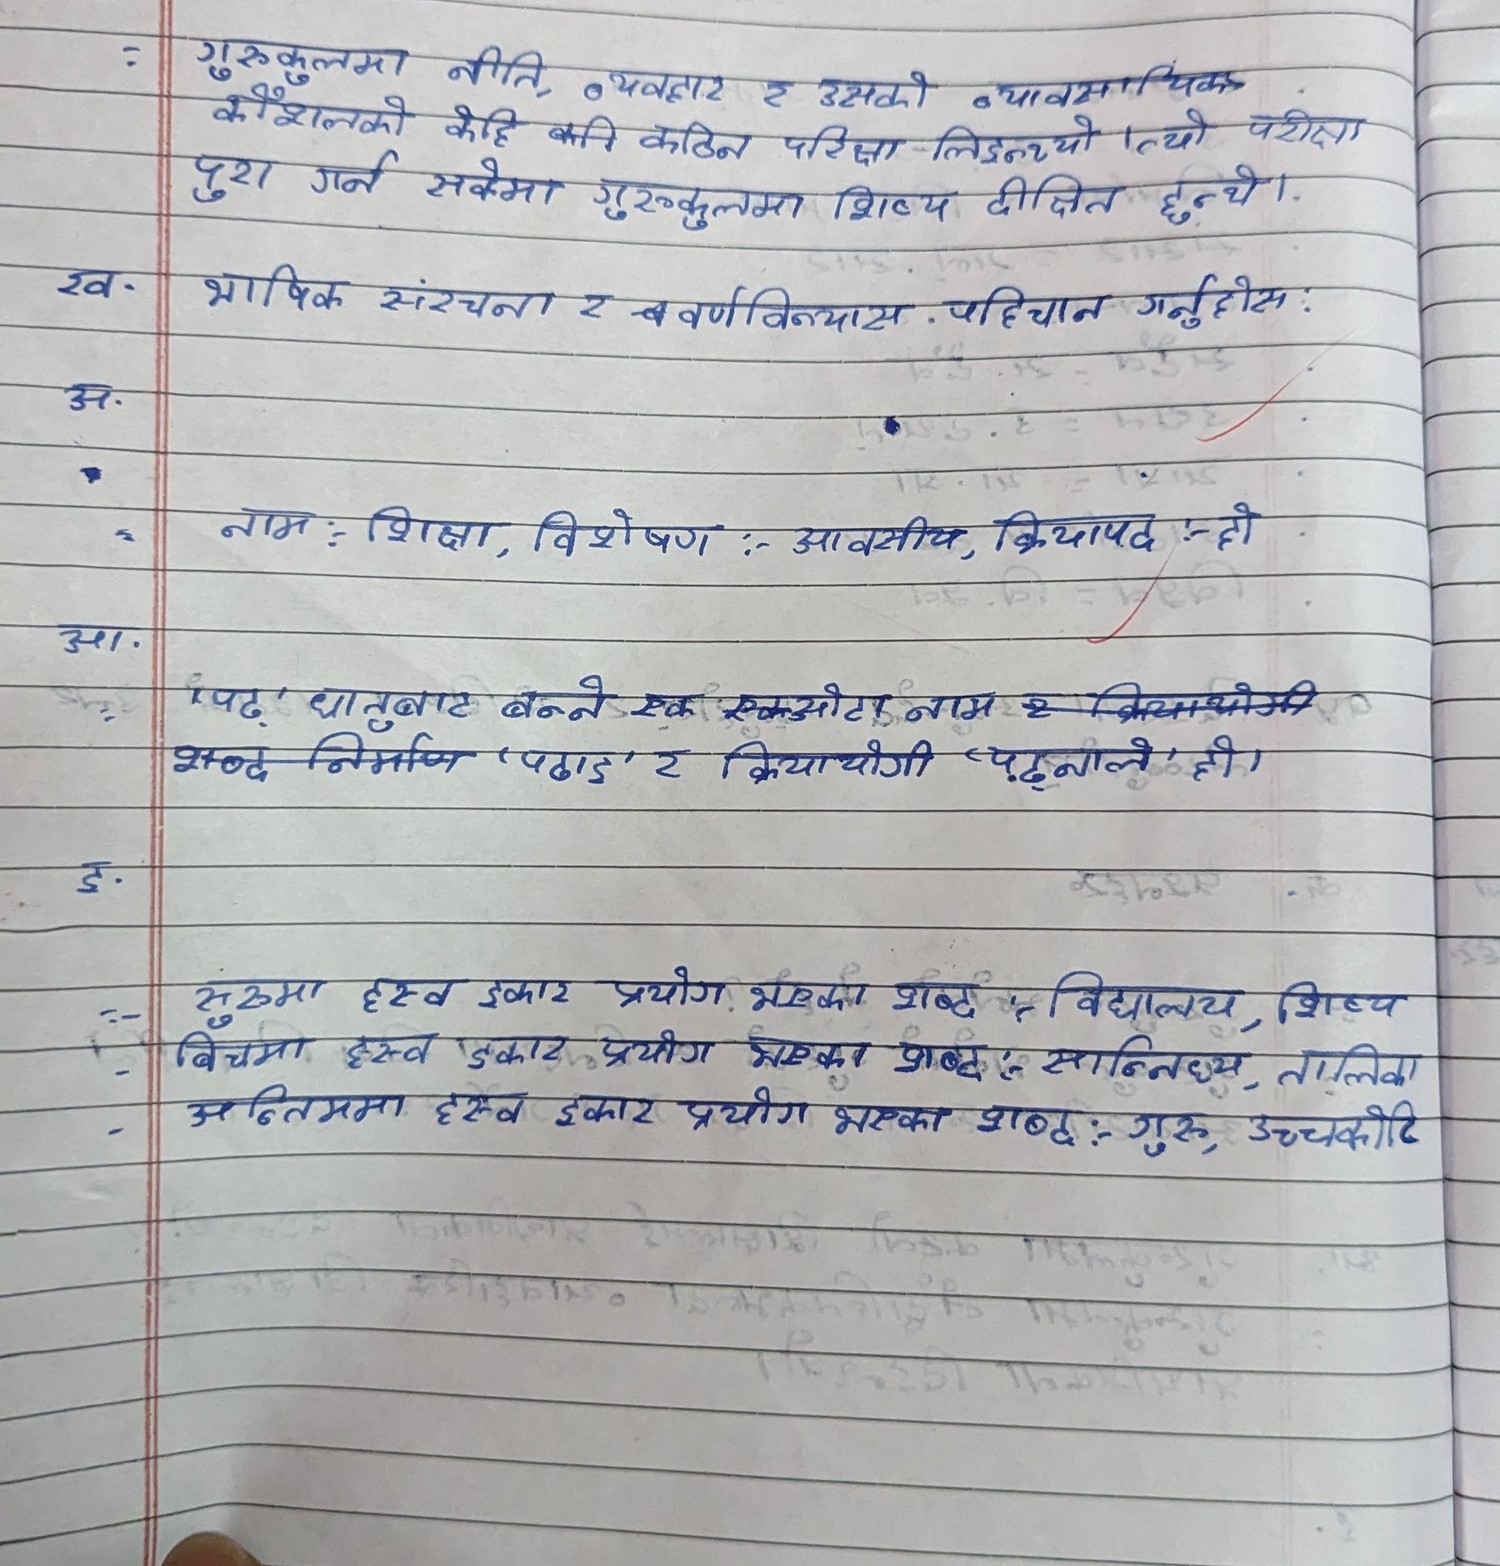 : गुरुकुलमा नीति, व्यवहार र उसको व्यावसायिक
कौशलको केहि कठिन परिक्षा लिइन्थ्यो । त्यो परीक्षा
पुरा गर्न सकेमा गुरुकुलमा शिष्य दीक्षित हुन्थे।
ख. भाषिक संरचना र वर्णविन्यास पहिचान गर्नुहोस :
अ.
= नाम :- शिक्षा, विशेषण :- आवसीय, क्रियापद :- हो
आ.
:- 'पढ्' धातुबाट बन्ने एक एकओटा नाम र क्रियायोगी
शब्द निर्माण 'पढाइ' र क्रियायोगी 'पढ्नाले' हो।
इ.
:- सुरुमा ह्रस्व इकार प्रयोग भएका शब्द :- विद्यालय, शिष्य
- बिचमा ह्रस्व इकार प्रयोग भएका शब्द :- सान्निध्य, तालिका
- अन्तिममा ह्रस्व इकार प्रयोग भएका शब्द :- गुरु, उच्चकोटि